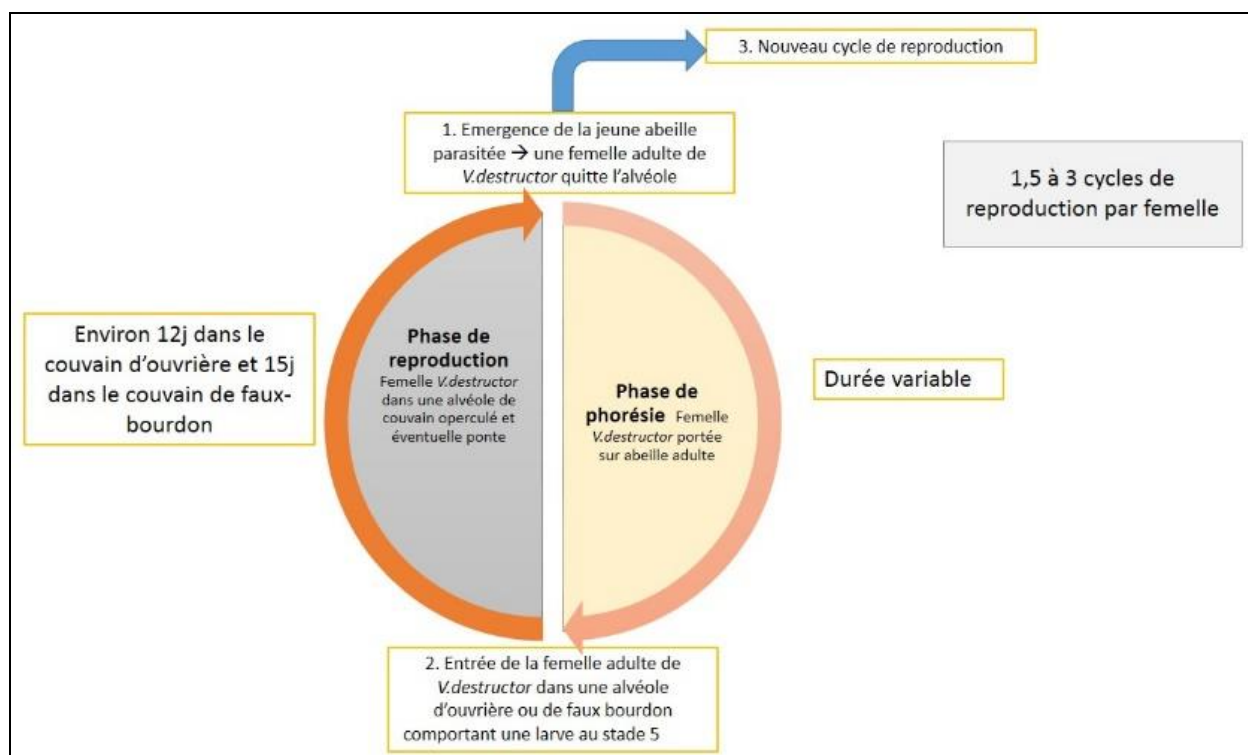 3. Nouveau cycle de reproduction
1. Emergence de la jeune abeille
parasitée → une femelle adulte de
V.destructor quitte l'alvéole
1,5 à 3 cycles de
reproduction par femelle
Environ 12j dans le
couvain d'ouvrière et 15j
dans le couvain de faux-
bourdon
Phase de
reproduction
Femelle V.destructor
dans une alvéole de
couvain operculé et
éventuelle ponte
Phase de
phorésie Femelle
V.destructor portée
sur abeille adulte
Durée variable
2. Entrée de la femelle adulte de
V.destructor dans une alvéole
d'ouvrière ou de faux bourdon
comportant une larve au stade 5